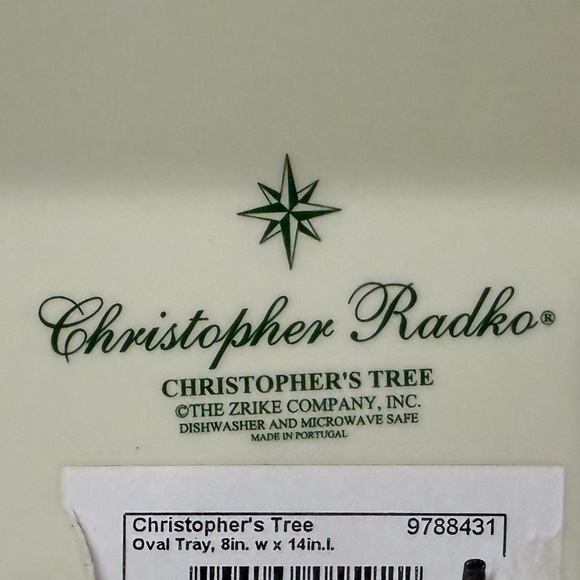 Christopher Radko®
CHRISTOPHER'S TREE
©THE ZRIKE COMPANY, INC.
DISHWASHER AND MICROWAVE SAFE
MADE IN PORTUGAL
Christopher's Tree 9788431
Oval Tray, 8in. w x 14in.l.